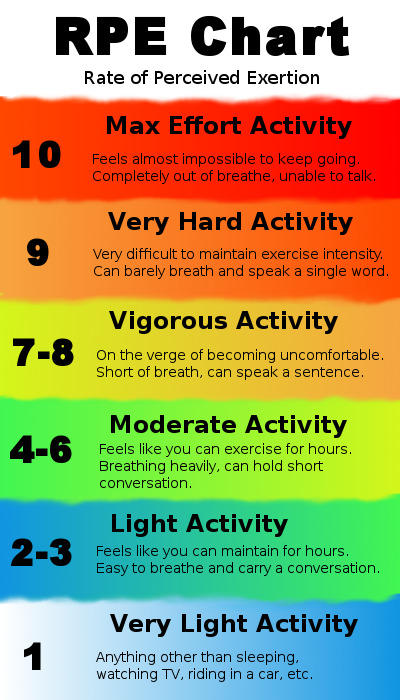 RPE Chart
Rate of Perceived Exertion
10
Max Effort Activity
Feels almost impossible to keep going.
Completely out of breathe, unable to talk.
9
Very Hard Activity
Very difficult to maintain exercise intensity.
Can barely breath and speak a single word.
7-8
Vigorous Activity
On the verge of becoming uncomfortable.
Short of breath, can speak a sentence.
4-6
Moderate Activity
Feels like you can exercise for hours.
Breathing heavily, can hold short
conversation.
2-3
Light Activity
Feels like you can maintain for hours.
Easy to breathe and carry a conversation.
1
Very Light Activity
Anything other than sleeping,
watching TV, riding in a car, etc.